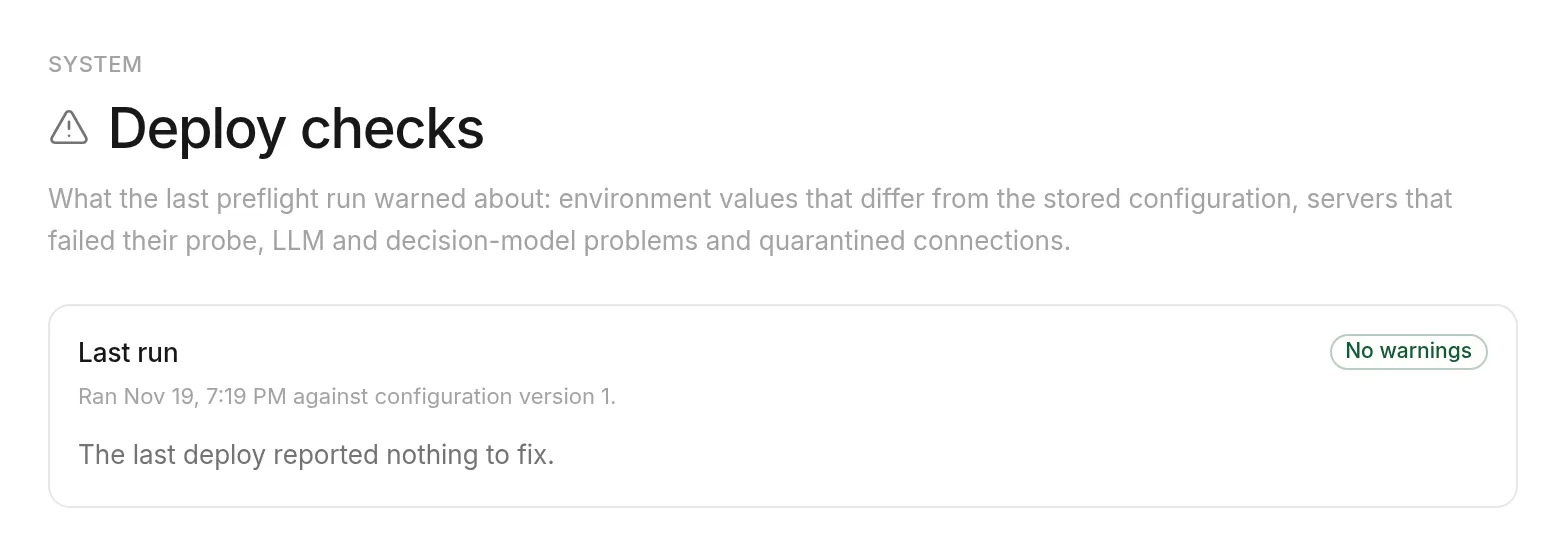 SYSTEM
Deploy checks
What the last preflight run warned about: environment values that differ from the stored configuration, servers that
failed their probe, LLM and decision-model problems and quarantined connections.
Last run
No warnings
Ran Nov 19, 7:19 PM against configuration version 1.
The last deploy reported nothing to fix.